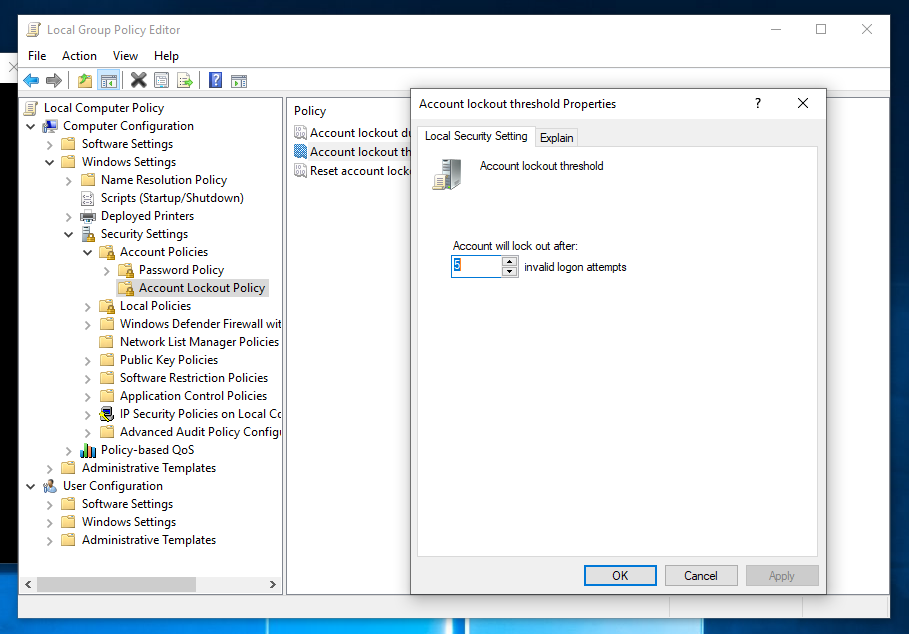 Local Group Policy Editor
File Action View Help
Local Computer Policy
Computer Configuration
Software Settings
Windows Settings
Name Resolution Policy
Scripts (Startup/Shutdown)
Deployed Printers
Security Settings
Account Policies
Password Policy
Account Lockout Policy
Local Policies
Windows Defender Firewall wit
Network List Manager Policies
Public Key Policies
Software Restriction Policies
Application Control Policies
IP Security Policies on Local Co
Advanced Audit Policy Configu
Policy-based QoS
Administrative Templates
User Configuration
Software Settings
Windows Settings
Administrative Templates
Policy
Account lockout du
Account lockout th
Reset account locko
Account lockout threshold Properties
Local Security Setting Explain
Account lockout threshold
Account will lock out after:
5 invalid logon attempts
OK Cancel Apply